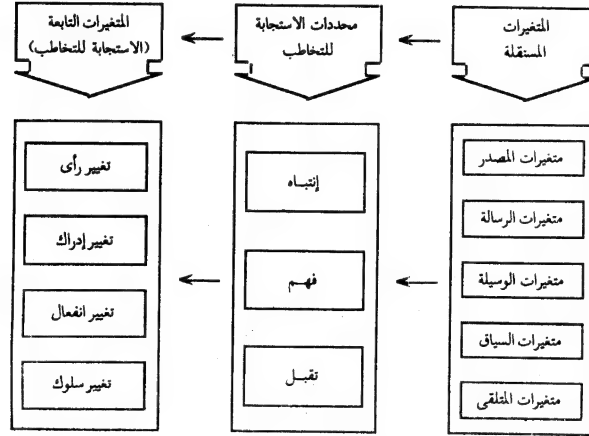 المتغيرات
المستقلة
محددات الاستجابة
للتخاطب
المتغيرات التابعة
(الاستجابة للتخاطب)
متغيرات المصدر
متغيرات الرسالة
متغيرات الوسيلة
متغيرات السياق
متغيرات المتلقى
إنتباه
فهم
تقبل
تغيير رأى
تغيير إدراك
تغيير انفعال
تغيير سلوك